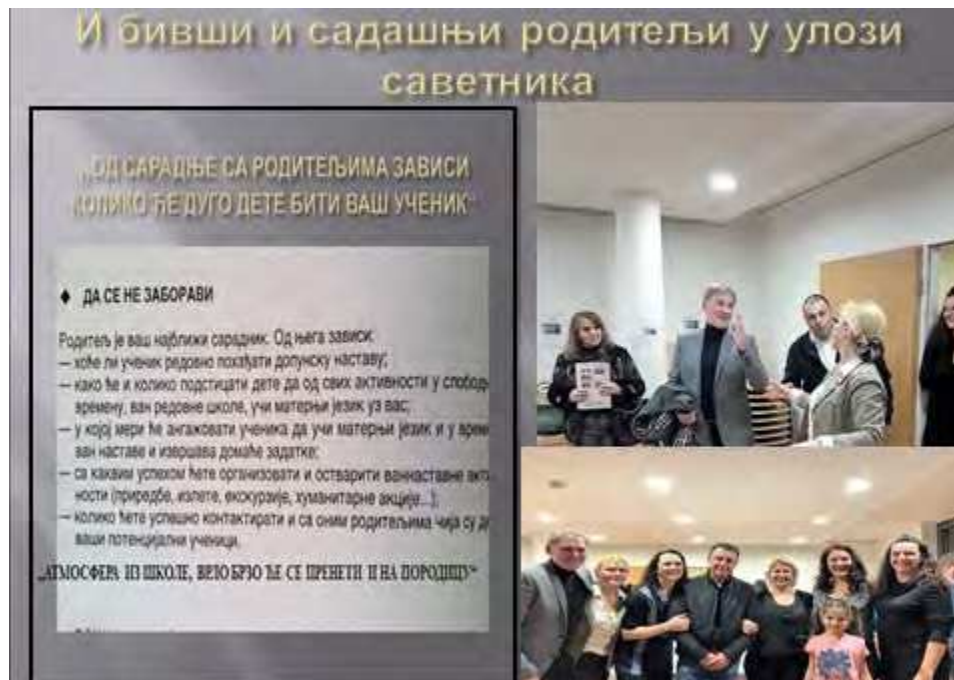 И бивши и садашњи родитељи у улози
саветника
„ОД САРАДЊЕ СА РОДИТЕЉИМА ЗАВИСИ
КОЛИКО ЋЕ ДУГО ДЕТЕ БИТИ ВАШ УЧЕНИК“
♦ ДА СЕ НЕ ЗАБОРАВИ
Родитељ је ваш најближи сарадник. Од њега зависи:
— хоће ли ученик редовно похађати допунску наставу;
— како ће и колико подстицати дете да од свих активности у слободн
времену, ван редовне школе, учи матерњи језик уз вас;
— у којој мери ће ангажовати ученика да учи матерњи језик и у време
ван наставе и извршава домаће задатке;
— са каквим успехом ћете организовати и остварити ваннаставне акти
ности (приредбе, излете, екскурзије, хуманитарне акције...);
— колико ћете успешно контактирати и са оним родитељима чија су д
ваши потенцијални ученици.
„АТМОСФЕРА ИЗ ШКОЛЕ, ВРЛО БРЗО ЋЕ СЕ ПРЕНЕТИ И НА ПОРОДИЦУ“